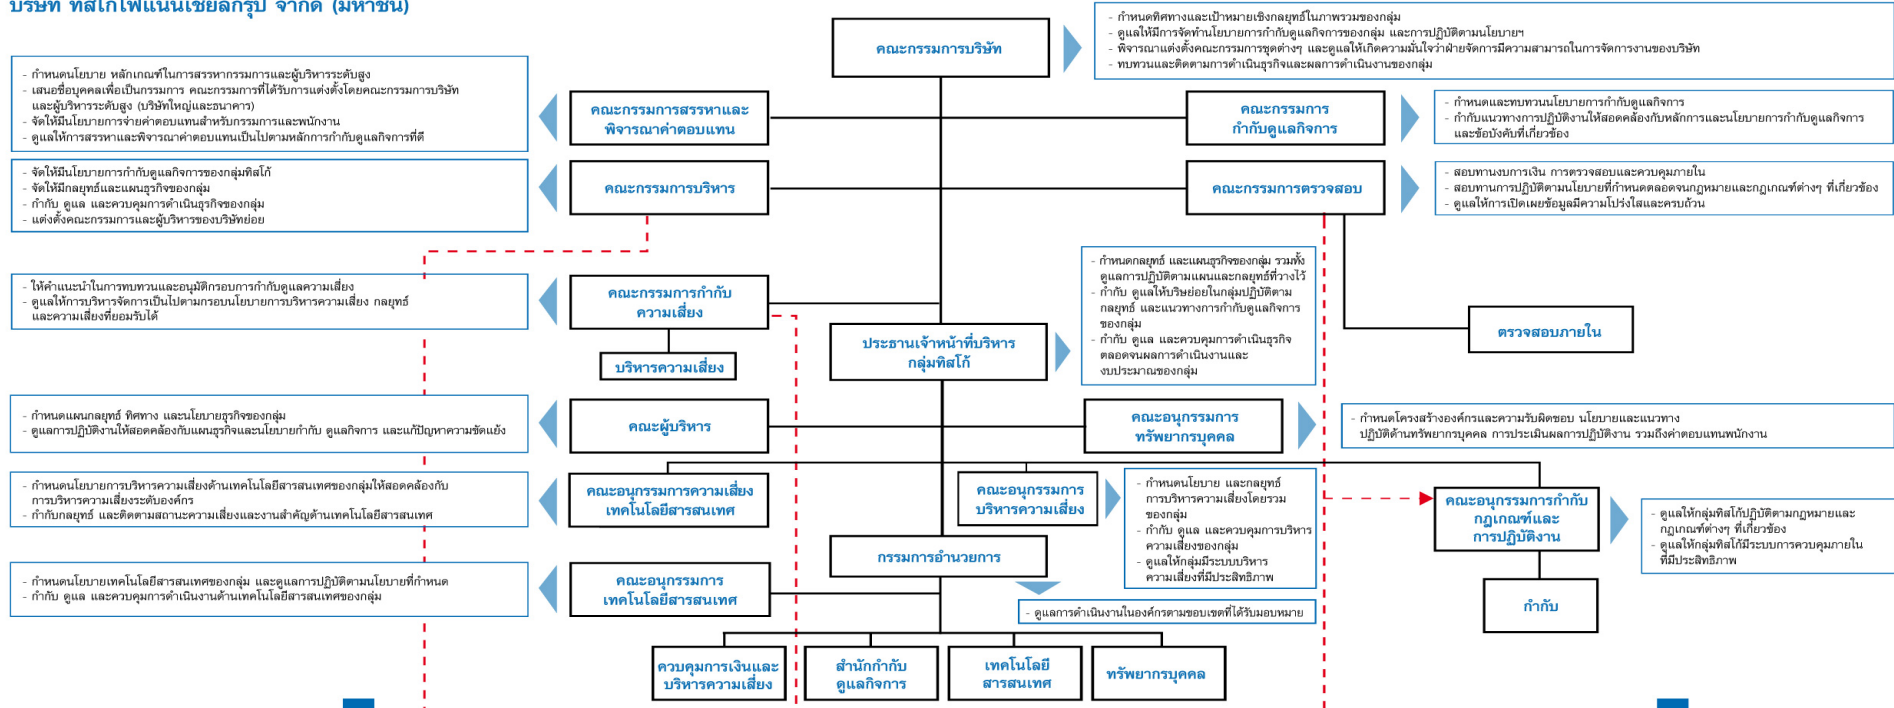 บริษัท ทิสโก้ไฟแนนเชียลกรุ๊ป จำกัด (มหาชน)
คณะกรรมการบริษัท
- กำหนดทิศทางและเป้าหมายเชิงกลยุทธ์ในภาพรวมของกลุ่ม
- ดูแลให้มีการจัดทำนโยบายการกำกับดูแลกิจการของกลุ่ม และการปฏิบัติตามนโยบายฯ
- พิจารณาแต่งตั้งคณะกรรมการชุดต่างๆ และดูแลให้เกิดความมั่นใจว่าฝ่ายจัดการมีความสามารถในการจัดการงานของบริษัท
- ทบทวนและติดตามการดำเนินธุรกิจและผลการดำเนินงานของกลุ่ม
- กำหนดนโยบาย หลักเกณฑ์ในการสรรหากรรมการและผู้บริหารระดับสูง
- เสนอชื่อบุคคลเพื่อเป็นกรรมการ คณะกรรมการที่ได้รับการแต่งตั้งโดยคณะกรรมการบริษัท
และผู้บริหารระดับสูง (บริษัทใหญ่และธนาคาร)
- จัดให้มีนโยบายการจ่ายค่าตอบแทนสำหรับกรรมการและพนักงาน
- ดูแลให้การสรรหาและพิจารณาค่าตอบแทนเป็นไปตามหลักการกำกับดูแลกิจการที่ดี
คณะกรรมการสรรหาและ
พิจารณาค่าตอบแทน
คณะกรรมการ
กำกับดูแลกิจการ
- กำหนดและทบทวนนโยบายการกำกับดูแลกิจการ
- กำกับแนวทางการปฏิบัติงานให้สอดคล้องกับหลักการและนโยบายการกำกับดูแลกิจการ
และข้อบังคับที่เกี่ยวข้อง
- จัดให้มีนโยบายการกำกับดูแลกิจการของกลุ่มทิสโก้
- จัดให้มีกลยุทธ์และแผนธุรกิจของกลุ่ม
- กำกับ ดูแล และควบคุมการดำเนินธุรกิจของกลุ่ม
- แต่งตั้งคณะกรรมการและผู้บริหารของบริษัทย่อย
คณะกรรมการบริหาร
คณะกรรมการตรวจสอบ
- สอบทานงบการเงิน การตรวจสอบและควบคุมภายใน
- สอบทานการปฏิบัติตามนโยบายที่กำหนดตลอดจนกฎหมายและกฎเกณฑ์ต่างๆ ที่เกี่ยวข้อง
- ดูแลให้การเปิดเผยข้อมูลมีความโปร่งใสและครบถ้วน
- ให้คำแนะนำในการทบทวนและอนุมัติกรอบการกำกับดูแลความเสี่ยง
- ดูแลให้การบริหารจัดการเป็นไปตามกรอบนโยบายการบริหารความเสี่ยง กลยุทธ์
และความเสี่ยงที่ยอมรับได้
คณะกรรมการกำกับ
ความเสี่ยง
บริหารความเสี่ยง
ประธานเจ้าหน้าที่บริหาร
กลุ่มทิสโก้
- กำหนดกลยุทธ์ และแผนธุรกิจของกลุ่ม รวมทั้ง
ดูแลการปฏิบัติตามแผนและกลยุทธ์ที่วางไว้
- กำกับ ดูแลให้บริษย่อยในกลุ่มปฏิบัติตาม
กลยุทธ์ และแนวทางการกำกับดูแลกิจการ
ของกลุ่ม
- กำกับ ดูแล และควบคุมการดำเนินธุรกิจ
ตลอดจนผลการดำเนินงานและ
งบประมาณของกลุ่ม
ตรวจสอบภายใน
- กำหนดแผนกลยุทธ์ ทิศทาง และนโยบายธุรกิจของกลุ่ม
- ดูแลการปฏิบัติงานให้สอดคล้องกับแผนธุรกิจและนโยบายกำกับ ดูแลกิจการ และแก้ปัญหาความขัดแย้ง
คณะผู้บริหาร
คณะอนุกรรมการ
ทรัพยากรบุคคล
- กำหนดโครงสร้างองค์กรและความรับผิดชอบ นโยบายและแนวทาง
ปฏิบัติด้านทรัพยากรบุคคล การประเมินผลการปฏิบัติงาน รวมถึงค่าตอบแทนพนักงาน
- กำหนดนโยบายการบริหารความเสี่ยงด้านเทคโนโลยีสารสนเทศของกลุ่มให้สอดคล้องกับ
การบริหารความเสี่ยงระดับองค์กร
- กำกับกลยุทธ์ และติดตามสถานะความเสี่ยงและงานสำคัญด้านเทคโนโลยีสารสนเทศ
คณะอนุกรรมการความเสี่ยง
เทคโนโลยีสารสนเทศ
คณะอนุกรรมการ
บริหารความเสี่ยง
- กำหนดนโยบาย และกลยุทธ์
การบริหารความเสี่ยงโดยรวม
ของกลุ่ม
- กำกับ ดูแล และควบคุมการบริหาร
ความเสี่ยงของกลุ่ม
- ดูแลให้กลุ่มมีระบบบริหาร
ความเสี่ยงที่มีประสิทธิภาพ
คณะอนุกรรมการกำกับ
กฎเกณฑ์และ
การปฏิบัติงาน
- ดูแลให้กลุ่มทิสโก้ปฏิบัติตามกฎหมายและ
กฎเกณฑ์ต่างๆ ที่เกี่ยวข้อง
- ดูแลให้กลุ่มทิสโก้มีระบบการควบคุมภายใน
ที่มีประสิทธิภาพ
กรรมการอำนวยการ
- ดูแลการดำเนินงานในองค์กรตามขอบเขตที่ได้รับมอบหมาย
- กำหนดนโยบายเทคโนโลยีสารสนเทศของกลุ่ม และดูแลการปฏิบัติตามนโยบายที่กำหนด
- กำกับ ดูแล และควบคุมการดำเนินงานด้านเทคโนโลยีสารสนเทศของกลุ่ม
คณะอนุกรรมการ
เทคโนโลยีสารสนเทศ
กำกับ
ควบคุมการเงินและ
บริหารความเสี่ยง
สำนักกำกับ
ดูแลกิจการ
เทคโนโลยี
สารสนเทศ
ทรัพยากรบุคคล